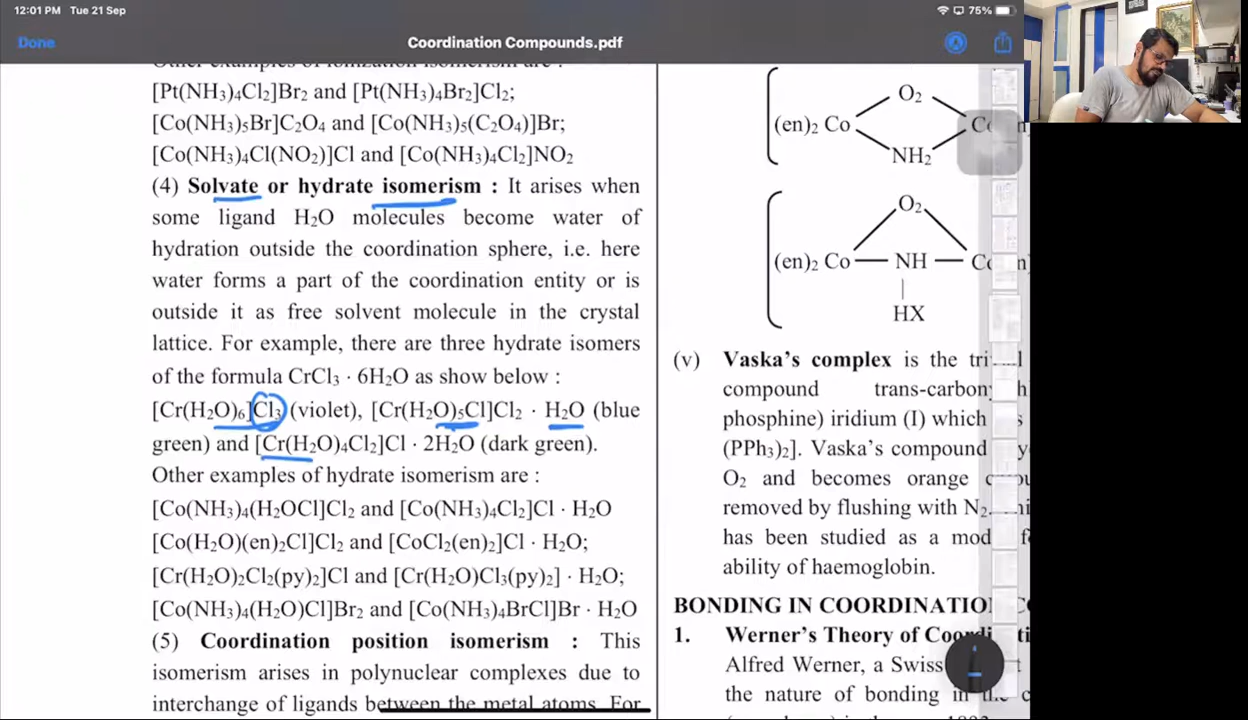 12:01 PM Tue 21 Sep
75%
Done
Coordination Compounds.pdf
Other examples of ionization isomerism are :
[Pt(NH₃)₄Cl₂]Br₂ and [Pt(NH₃)₄Br₂]Cl₂;
[Co(NH₃)₅Br]C₂O₄ and [Co(NH₃)₅(C₂O₄)]Br;
[Co(NH₃)₄Cl(NO₂)]Cl and [Co(NH₃)₄Cl₂]NO₂
(4) Solvate or hydrate isomerism : It arises when
some ligand H₂O molecules become water of
hydration outside the coordination sphere, i.e. here
water forms a part of the coordination entity or is
outside it as free solvent molecule in the crystal
lattice. For example, there are three hydrate isomers
of the formula CrCl₃ · 6H₂O as show below :
[Cr(H₂O)₆]Cl₃ (violet), [Cr(H₂O)₅Cl]Cl₂ · H₂O (blue
green) and [Cr(H₂O)₄Cl₂]Cl · 2H₂O (dark green).
Other examples of hydrate isomerism are :
[Co(NH₃)₄(H₂OCl]Cl₂ and [Co(NH₃)₄Cl₂]Cl · H₂O
[Co(H₂O)(en)₂Cl]Cl₂ and [CoCl₂(en)₂]Cl · H₂O;
[Cr(H₂O)₂Cl₂(py)₂]Cl and [Cr(H₂O)Cl₃(py)₂] · H₂O;
[Co(NH₃)₄(H₂O)Cl]Br₂ and [Co(NH₃)₄BrCl]Br · H₂O
(5) Coordination position isomerism : This
isomerism arises in polynuclear complexes due to
interchange of ligands between the metal atoms. For
O₂
(en)₂ Co
NH₂
O₂
(en)₂ Co — NH —
HX
(v) Vaska's complex is the
compound trans-carbon
phosphine) iridium (I) which
(PPh₃)₂]. Vaska's compound
O₂ and becomes orange
removed by flushing with N₂.
has been studied as a mod
ability of haemoglobin.
BONDING IN COORDINATIO
1. Werner's Theory of Coordi
Alfred Werner, a Swiss
the nature of bonding in the